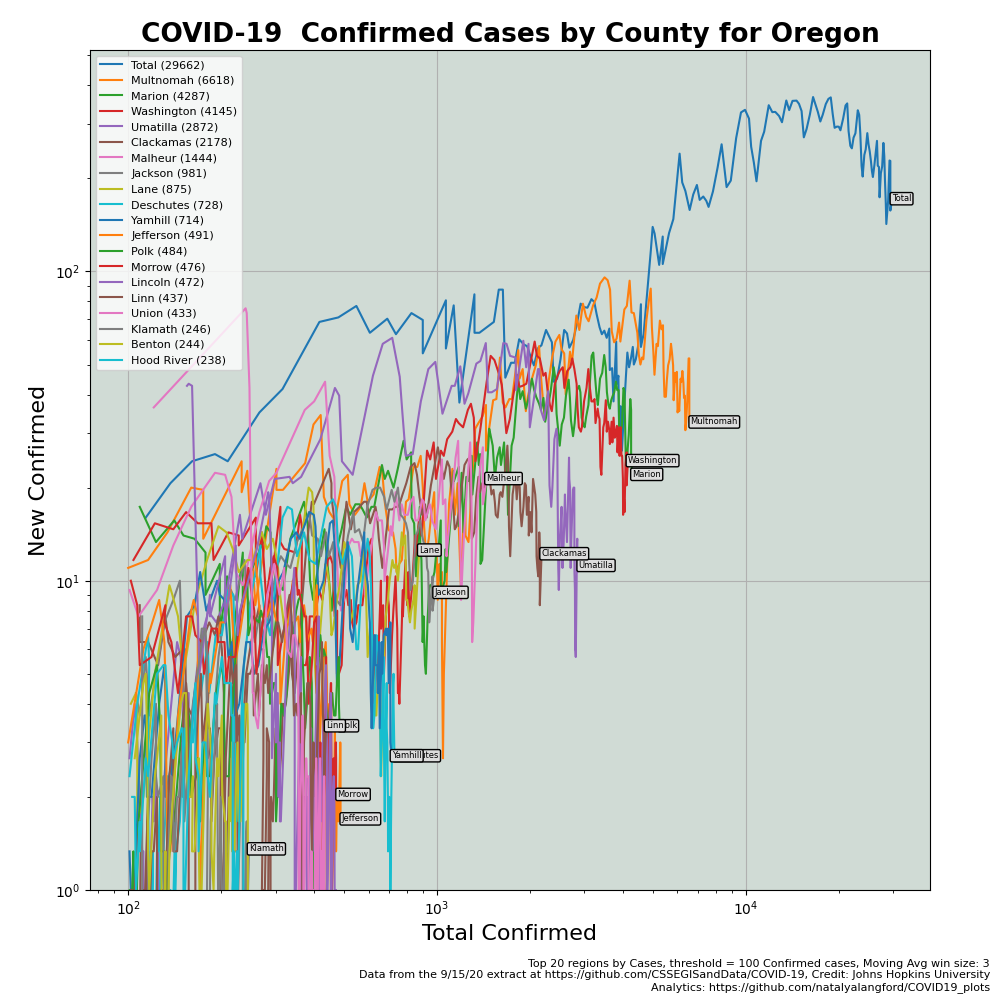 COVID-19  Confirmed Cases by County for Oregon
Total (29662)
Multnomah (6618)
Marion (4287)
Washington (4145)
Umatilla (2872)
Clackamas (2178)
Malheur (1444)
Jackson (981)
Lane (875)
Deschutes (728)
Yamhill (714)
Jefferson (491)
Polk (484)
Morrow (476)
Lincoln (472)
Linn (437)
Union (433)
Klamath (246)
Benton (244)
Hood River (238)
New Confirmed
10²
10¹
10⁰
Total
Multnomah
Washington
Marion
Malheur
Clackamas
Umatilla
Lane
Jackson
Linn
Yamhill
Morrow
Jefferson
Klamath
10²
10³
10⁴
Total Confirmed
Top 20 regions by Cases, threshold = 100 Confirmed cases, Moving Avg win size: 3
Data from the 9/15/20 extract at https://github.com/CSSEGISandData/COVID-19, Credit: Johns Hopkins University
Analytics: https://github.com/natalyalangford/COVID19_plots